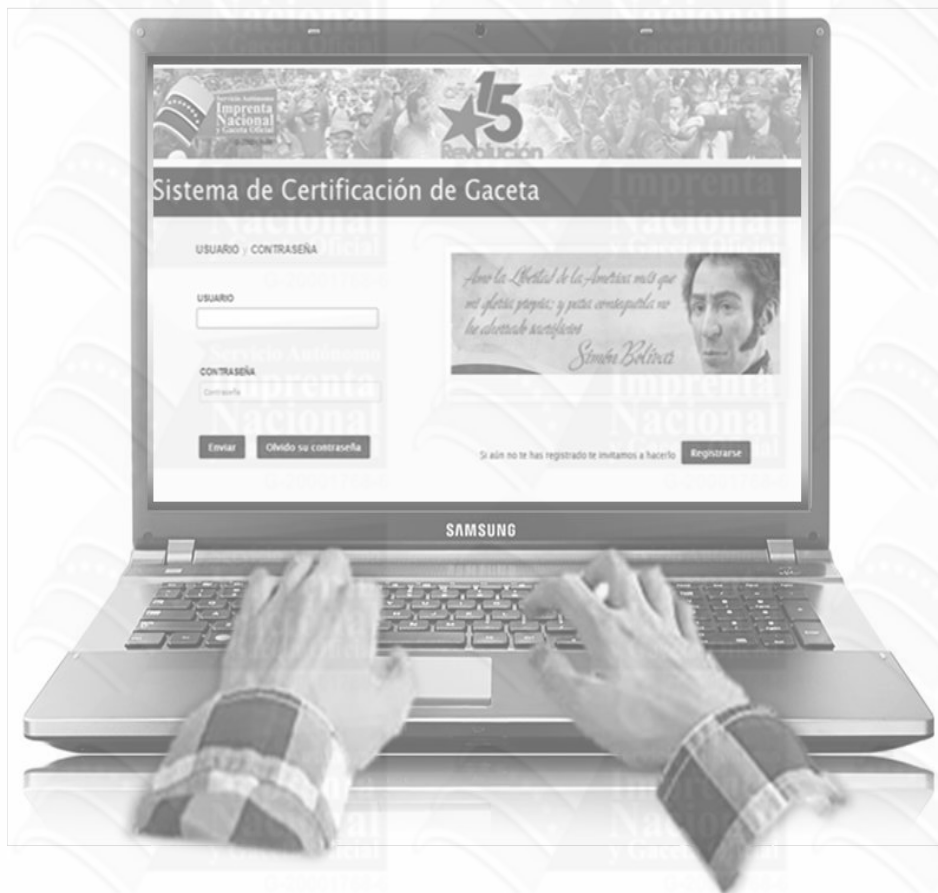 Servicio Autónomo
Imprenta
Nacional
y Gaceta Oficial
15
Revolución
Sistema de Certificación de Gaceta
USUARIO y CONTRASEÑA
USUARIO
CONTRASEÑA
Contraseña
Enviar
Olvido su contraseña
Amo la Libertad de la América más que
mi gloria propia; y para conseguirla no
he ahorrado sacrificios
Simón Bolívar
Si aún no te has registrado te invitamos a hacerlo
Registrarse
SAMSUNG